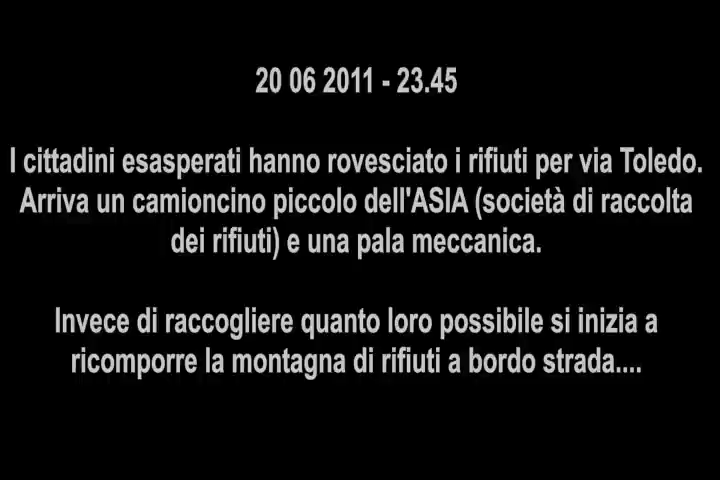 20 06 2011 - 23.45
I cittadini esasperati hanno rovesciato i rifiuti per via Toledo.
Arriva un camioncino piccolo dell'ASIA (società di raccolta
dei rifiuti) e una pala meccanica.
Invece di raccogliere quanto loro possibile si inizia a
ricomporre la montagna di rifiuti a bordo strada....